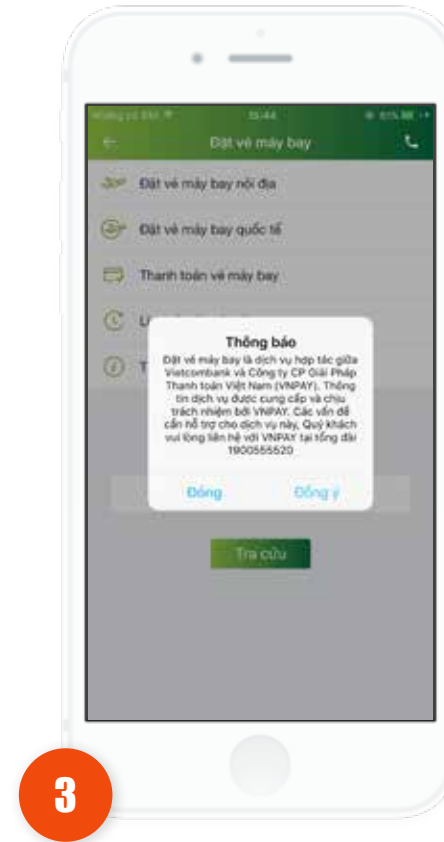 15:44
Đặt vé máy bay
Đặt vé máy bay nội địa
Đặt vé máy bay quốc tế
Thanh toán vé máy bay
L
T
Thông báo
Đặt vé máy bay là dịch vụ hợp tác giữa
Vietcombank và Công ty CP Giải Pháp
Thanh toán Việt Nam (VNPAY). Thông
tin dịch vụ được cung cấp và chịu
trách nhiệm bởi VNPAY. Các vấn đề
cần hỗ trợ cho dịch vụ này, Quý khách
vui lòng liên hệ với VNPAY tại tổng đài
1900555520
Đóng Đồng ý
Tra cứu
3